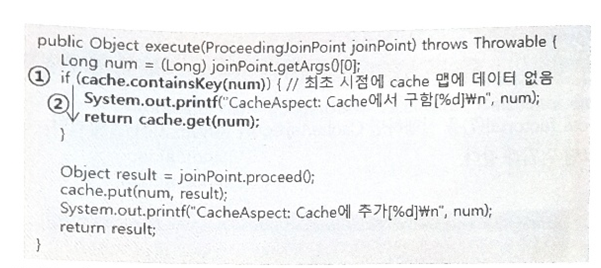 public Object execute(ProceedingJoinPoint joinPoint) throws Throwable {
Long num = (Long) joinPoint.getArgs()[0];
① if (cache.containsKey(num)) { // 최초 시점에 cache 맵에 데이터 없음
② System.out.printf("CacheAspect: Cache에서 구함[%d]₩n", num);
return cache.get(num);
}
Object result = joinPoint.proceed();
cache.put(num, result);
System.out.printf("CacheAspect: Cache에 추가[%d]₩n", num);
return result;
}